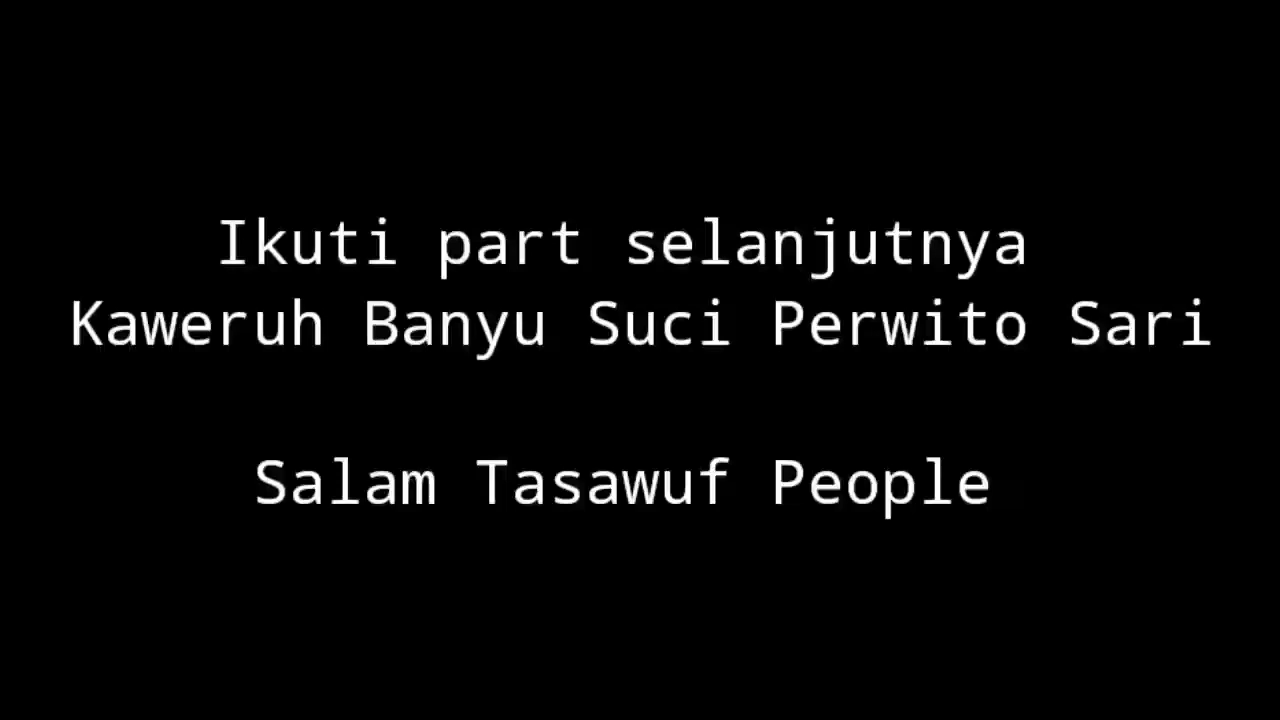 Ikuti part selanjutnya
Kaweruh Banyu Suci Perwito Sari
Salam Tasawuf People